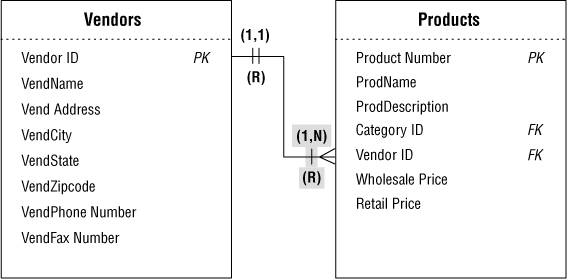 Vendors
Vendor ID PK
VendName
Vend Address
VendCity
VendState
VendZipcode
VendPhone Number
VendFax Number
(1,1)
(R)
(1,N)
(R)
Products
Product Number PK
ProdName
ProdDescription
Category ID FK
Vendor ID FK
Wholesale Price
Retail Price